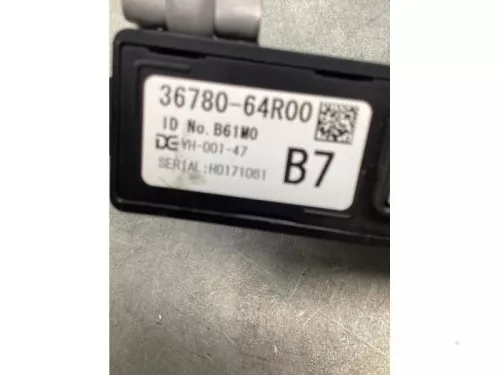 36780-64R00
ID No. B61M0
YH-001-47
SERIAL:H0171061
B7